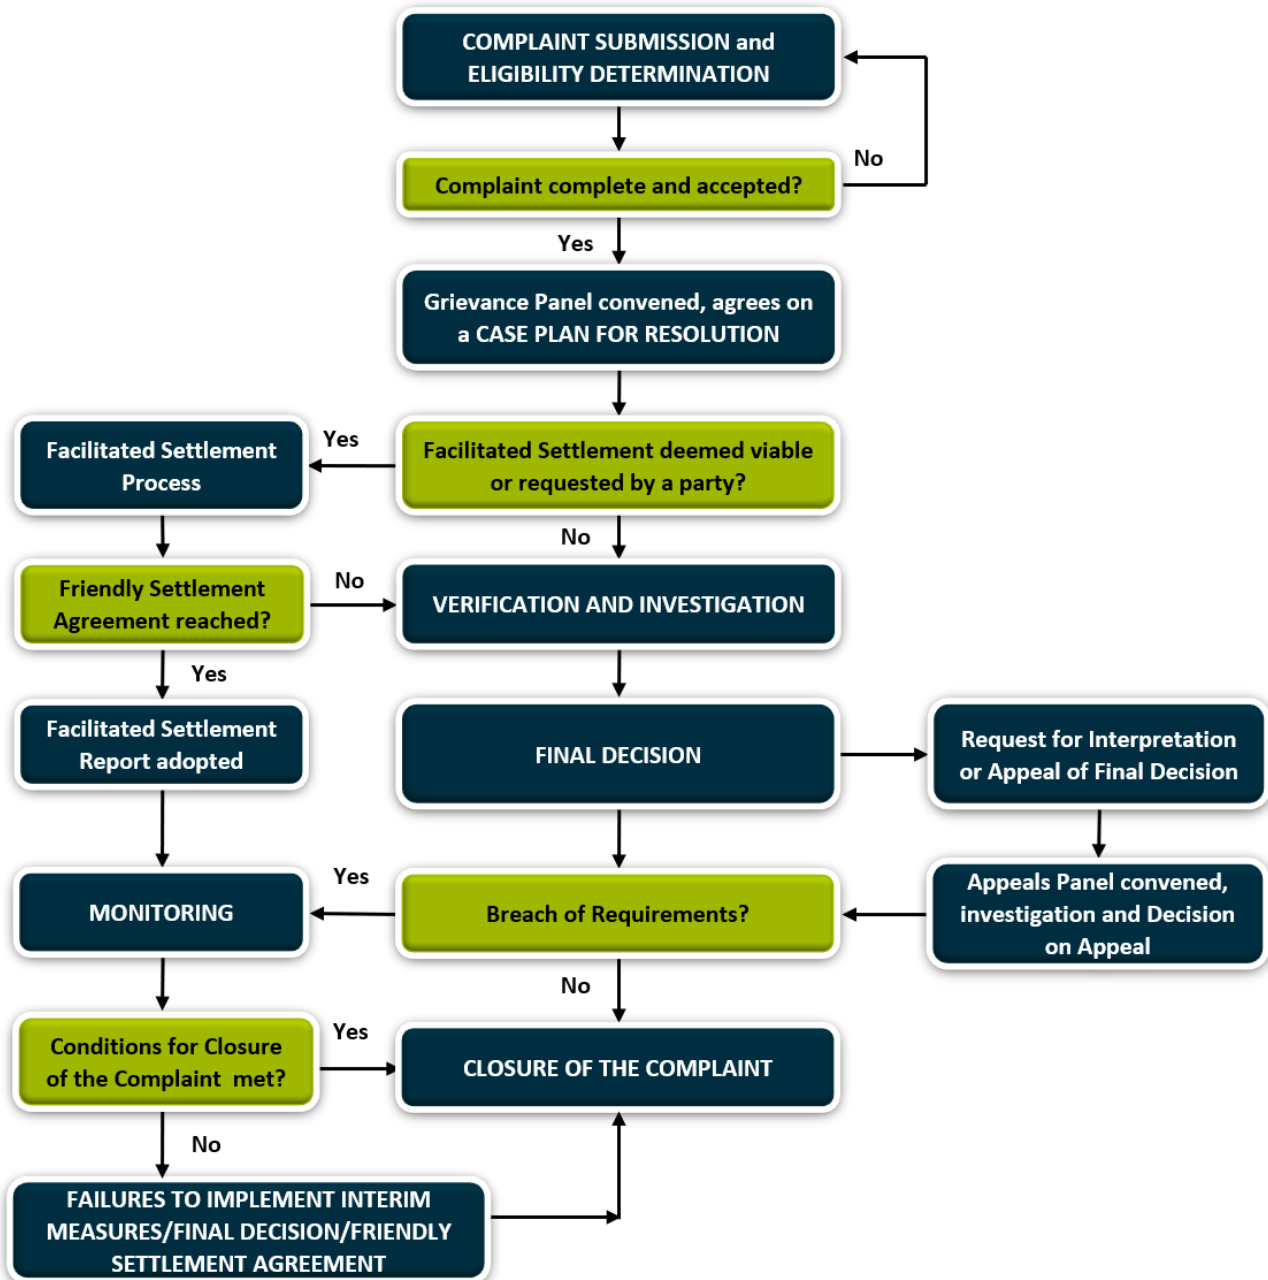 COMPLAINT SUBMISSION and
ELIGIBILITY DETERMINATION
No
Complaint complete and accepted?
Yes
Grievance Panel convened, agrees on
a CASE PLAN FOR RESOLUTION
Facilitated Settlement
Process
Yes
Facilitated Settlement deemed viable
or requested by a party?
No
Friendly Settlement
Agreement reached?
No
VERIFICATION AND INVESTIGATION
Yes
Facilitated Settlement
Report adopted
FINAL DECISION
Request for Interpretation
or Appeal of Final Decision
MONITORING
Yes
Breach of Requirements?
Appeals Panel convened,
investigation and Decision
on Appeal
No
Conditions for Closure
of the Complaint met?
Yes
CLOSURE OF THE COMPLAINT
No
FAILURES TO IMPLEMENT INTERIM
MEASURES/FINAL DECISION/FRIENDLY
SETTLEMENT AGREEMENT